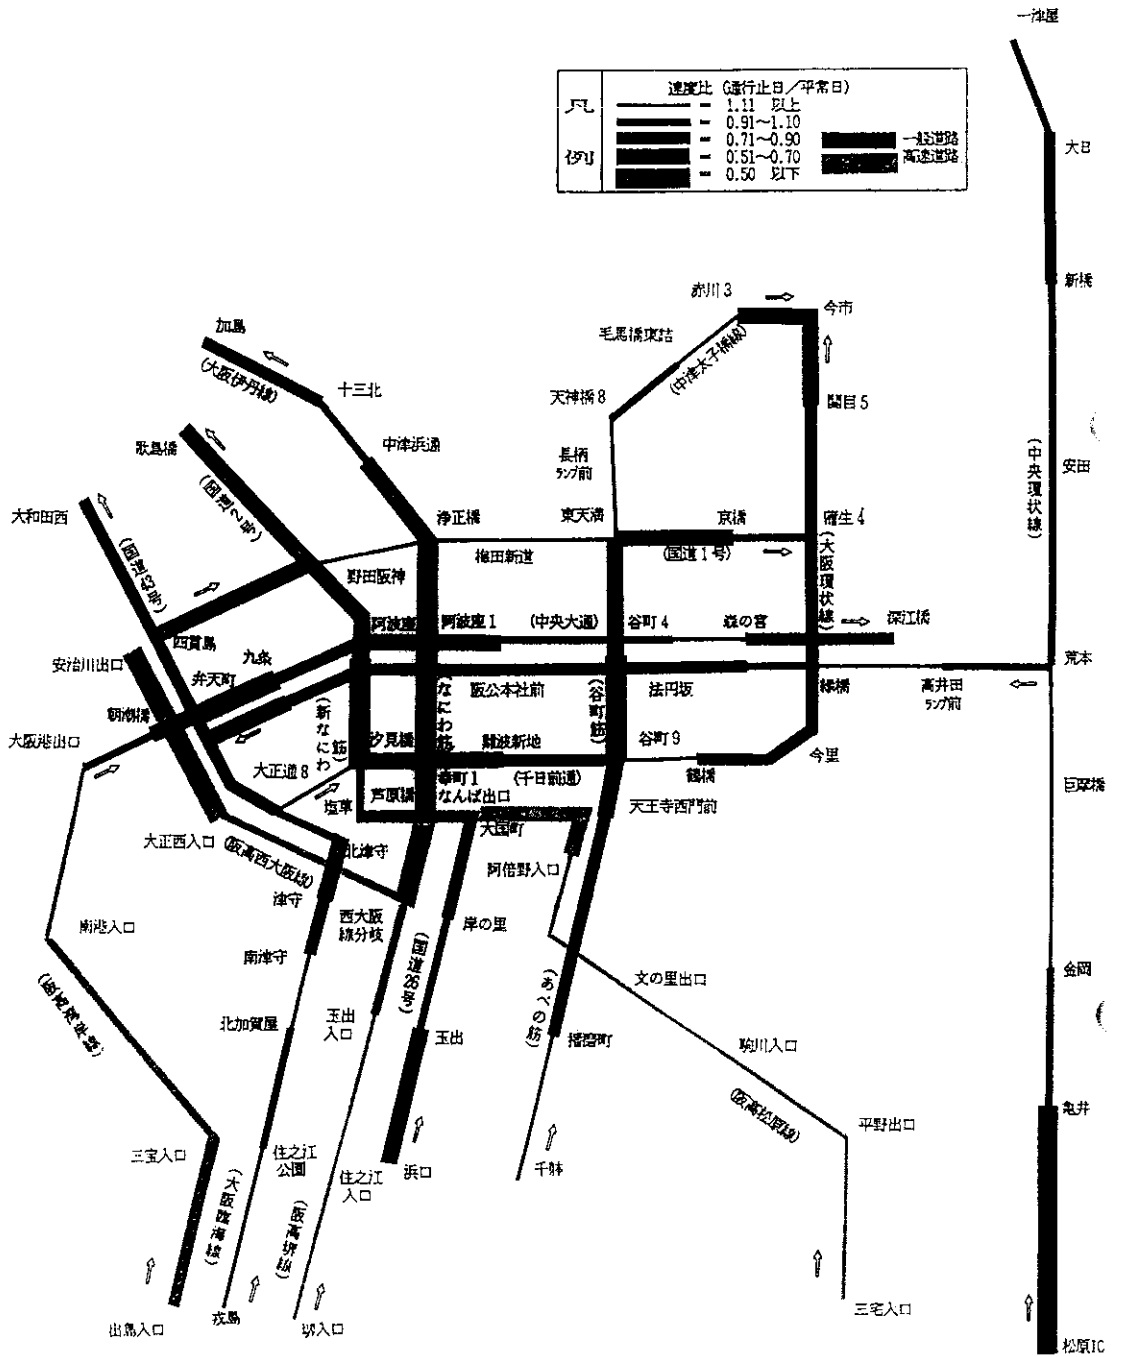 一津屋
凡
例
速度比 (通行止日/平常日)
1.11 以上
0.91~1.10
0.71~0.90
0.51~0.70
0.50 以下
一般道路
高速道路
大日
新橋
赤川3
今市
毛馬橋東詰
(中津太子橋線)
加島
(大阪伊丹線)
十三北
天神橋8
関目5
中津浜通
歌島橋
長柄
ランプ前
(中央環状線)
安田
大和田西
(国道2号)
浄正橋
東天満
京橋
蒲生4
(国道43号)
梅田新道
(国道1号)
(大阪環状線)
野田阪神
阿波座
阿波座1
(中央大通)
谷町4
森の宮
深江橋
四貫島
安治川出口
九条
弁天町
荒本
朝潮橋
(新なにわ筋)
(なにわ筋)
阪公本社前
(谷町筋)
法円坂
緑橋
高井田
ランプ前
大阪港出口
汐見橋
難波新地
谷町9
今里
大正通8
幸町1
(千日前通)
鶴橋
巨摩橋
塩草
芦原橋
なんば出口
天王寺西門前
大正西入口
(阪高西大阪線)
北津守
大国町
阿倍野入口
津守
南港入口
西大阪
線分岐
岸の里
南津守
(国道26号)
文の里出口
金岡
北加賀屋
玉出
入口
玉出
(あべの筋)
播磨町
駒川入口
(阪高松原線)
亀井
平野出口
三宝入口
住之江
公園
住之江
入口
浜口
千躰
(大阪臨海線)
(阪高堺線)
出島入口
戎島
堺入口
三宅入口
松原IC